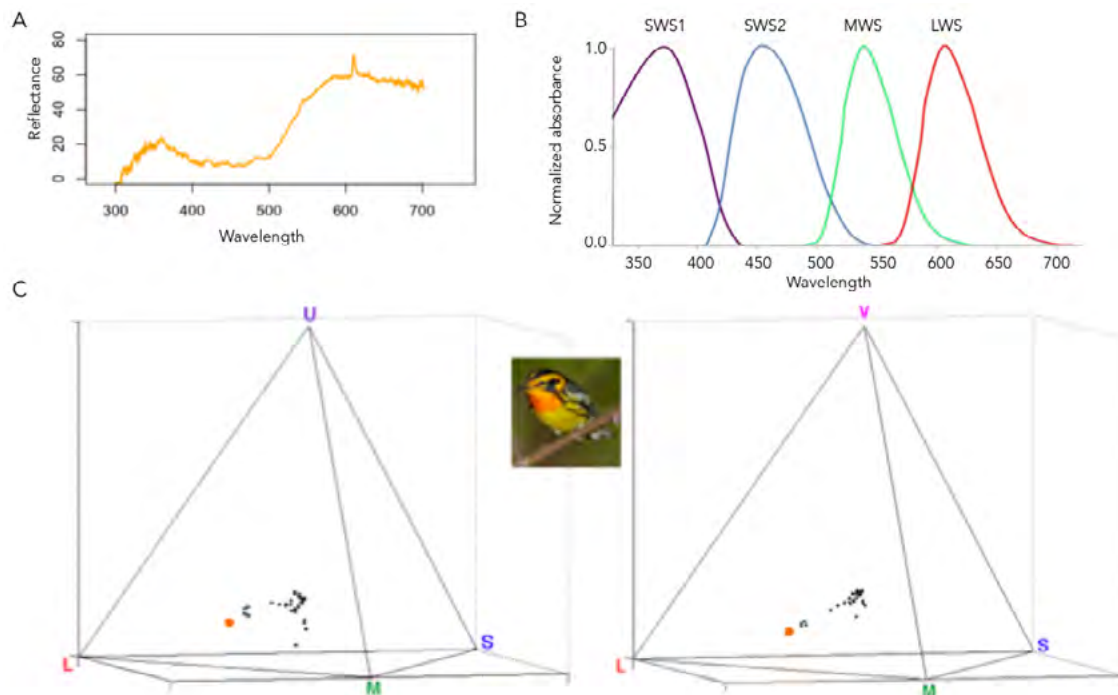 A
80
60
40
20
0
Reflectance
300 400 500 600 700
Wavelength
B
SWS1 SWS2 MWS LWS
1.0
0.5
0.0
Normalized absorbance
350 400 450 500 550 600 650 700
Wavelength
C
U
L
S
M
V
L
S
M